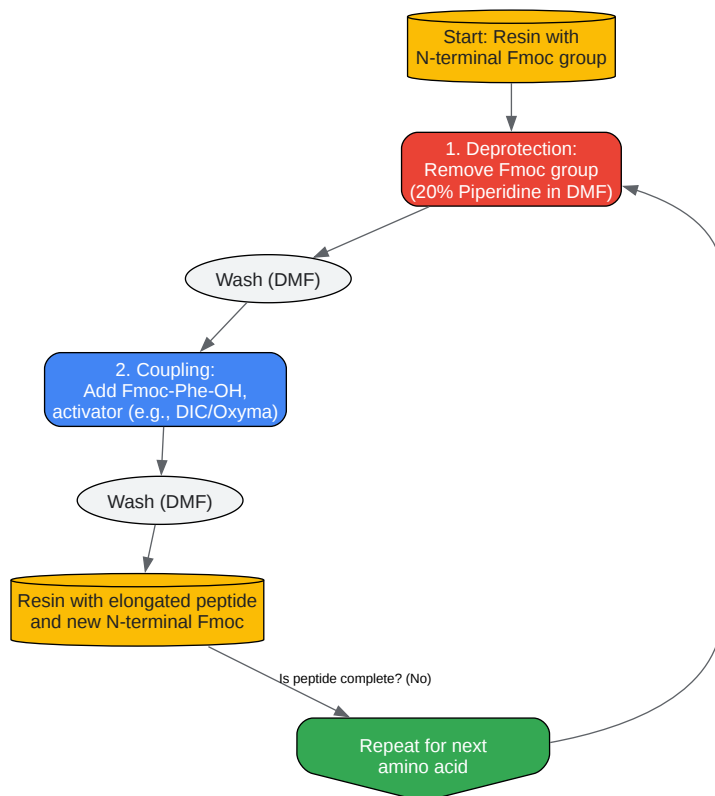 Start: Resin with
N-terminal Fmoc group
1. Deprotection:
Remove Fmoc group
(20% Piperidine in DMF)
Wash (DMF)
2. Coupling:
Add Fmoc-Phe-OH,
activator (e.g., DIC/Oxyma)
Wash (DMF)
Resin with elongated peptide
and new N-terminal Fmoc
Is peptide complete? (No)
Repeat for next
amino acid